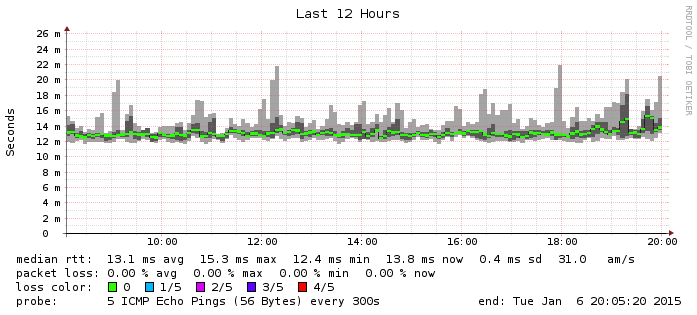 Last 12 Hours
RRDTOOL / TOBI OETIKER
Seconds
26 m
24 m
22 m
20 m
18 m
16 m
14 m
12 m
10 m
8 m
6 m
4 m
2 m
0
10:00 12:00 14:00 16:00 18:00 20:00
median rtt: 13.1 ms avg 15.3 ms max 12.4 ms min 13.8 ms now 0.4 ms sd 31.0 am/s
packet loss: 0.00 % avg 0.00 % max 0.00 % min 0.00 % now
loss color: 0 1/5 2/5 3/5 4/5
probe: 5 ICMP Echo Pings (56 Bytes) every 300s end: Tue Jan 6 20:05:20 2015